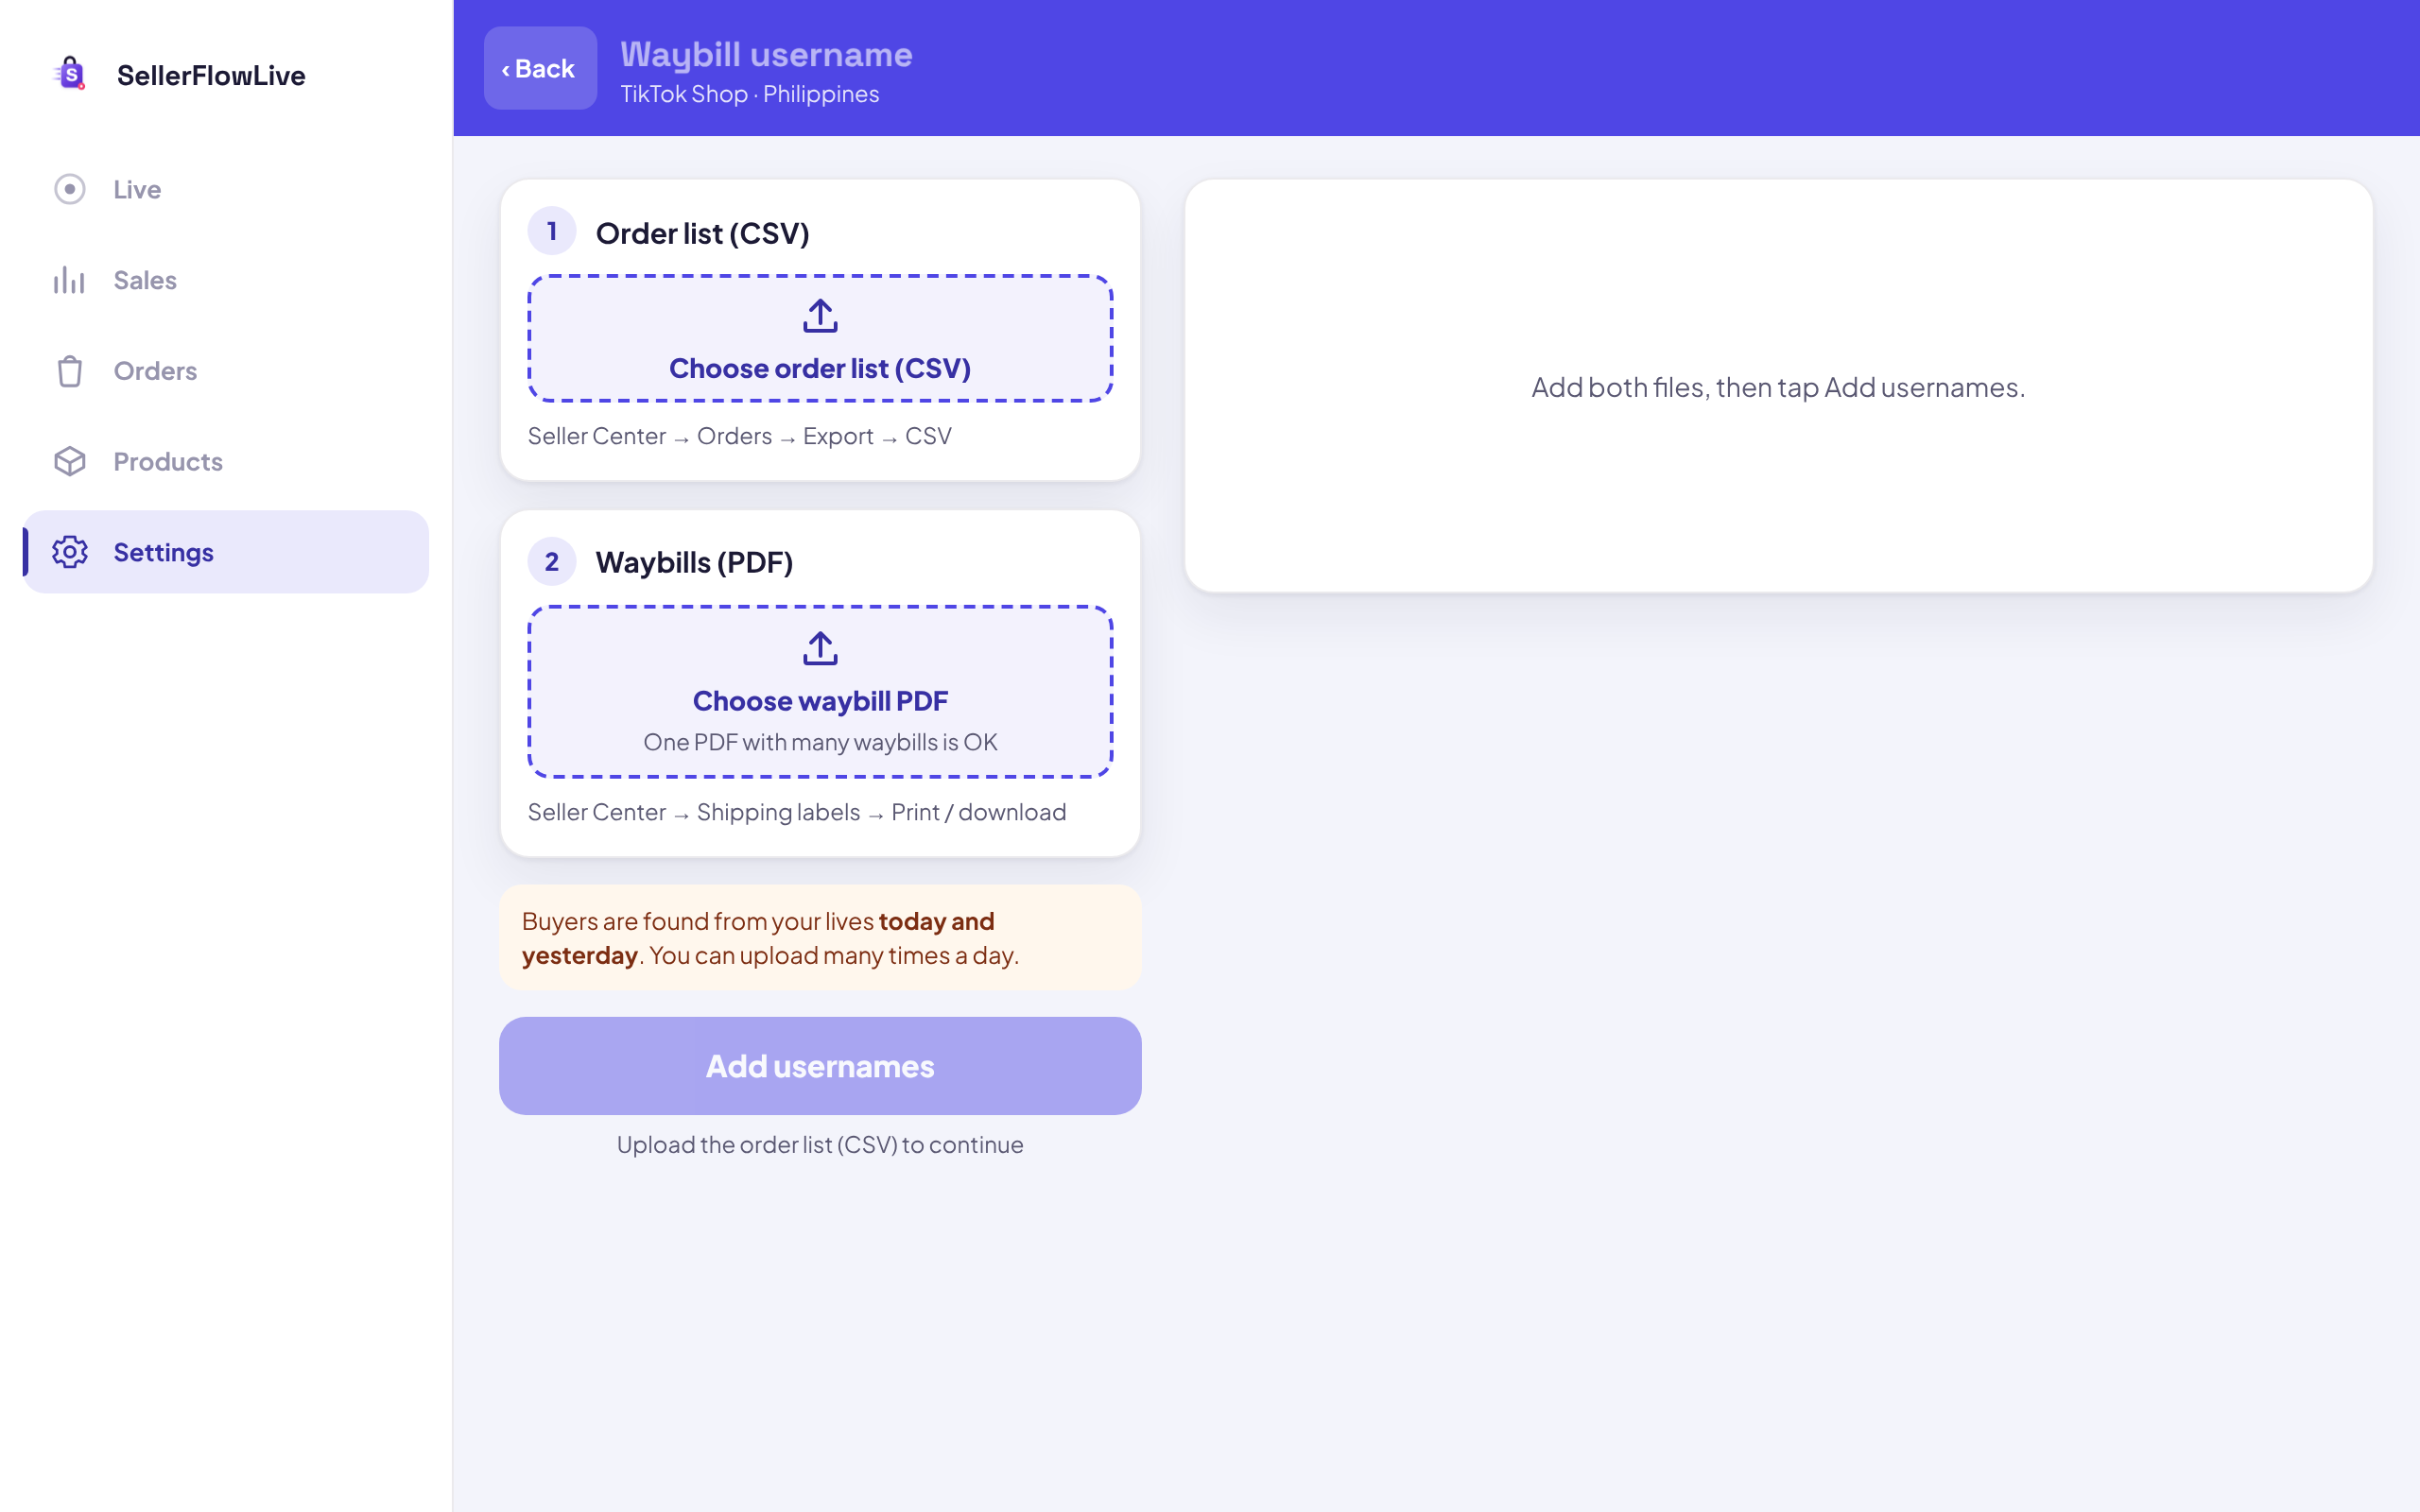 SellerFlowLive
Live
Sales
Orders
Products
Settings
‹ Back
Waybill username
TikTok Shop · Philippines
1
Order list (CSV)
Choose order list (CSV)
Seller Center → Orders → Export → CSV
2
Waybills (PDF)
Choose waybill PDF
One PDF with many waybills is OK
Seller Center → Shipping labels → Print / download
Buyers are found from your lives today and
yesterday. You can upload many times a day.
Add usernames
Upload the order list (CSV) to continue
Add both files, then tap Add usernames.